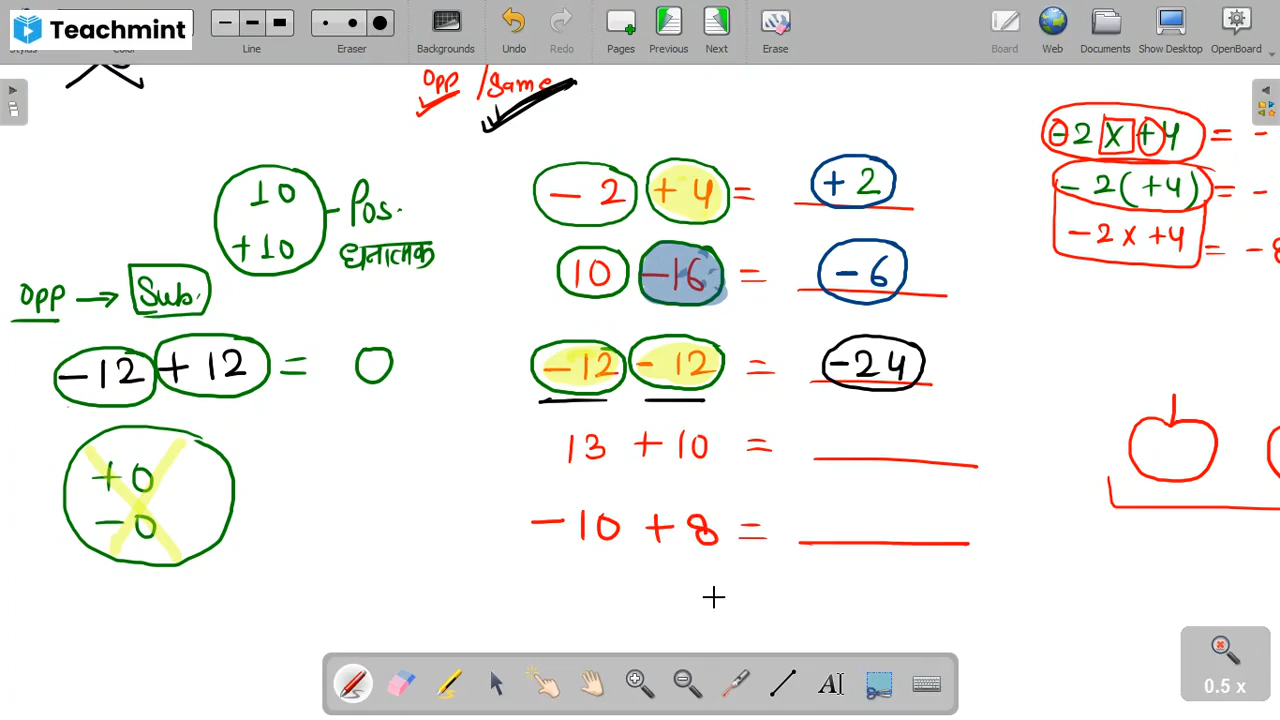 Teachmint
Line
Eraser
Backgrounds
Undo
Redo
Pages
Previous
Next
Erase
Board
Web
Documents
Show Desktop
OpenBoard
Opp /Same
10
+10
Pos.
धनात्मक
Opp → Sub.
-12 +12 = 0
+0
-0
-2 +4 = +2
10 -16 = -6
-12 -12 = -24
13 + 10 =
-10 + 8 =
-2 x +4 = -
-2(+4) = -
-2x+4 = -8
0.5 x